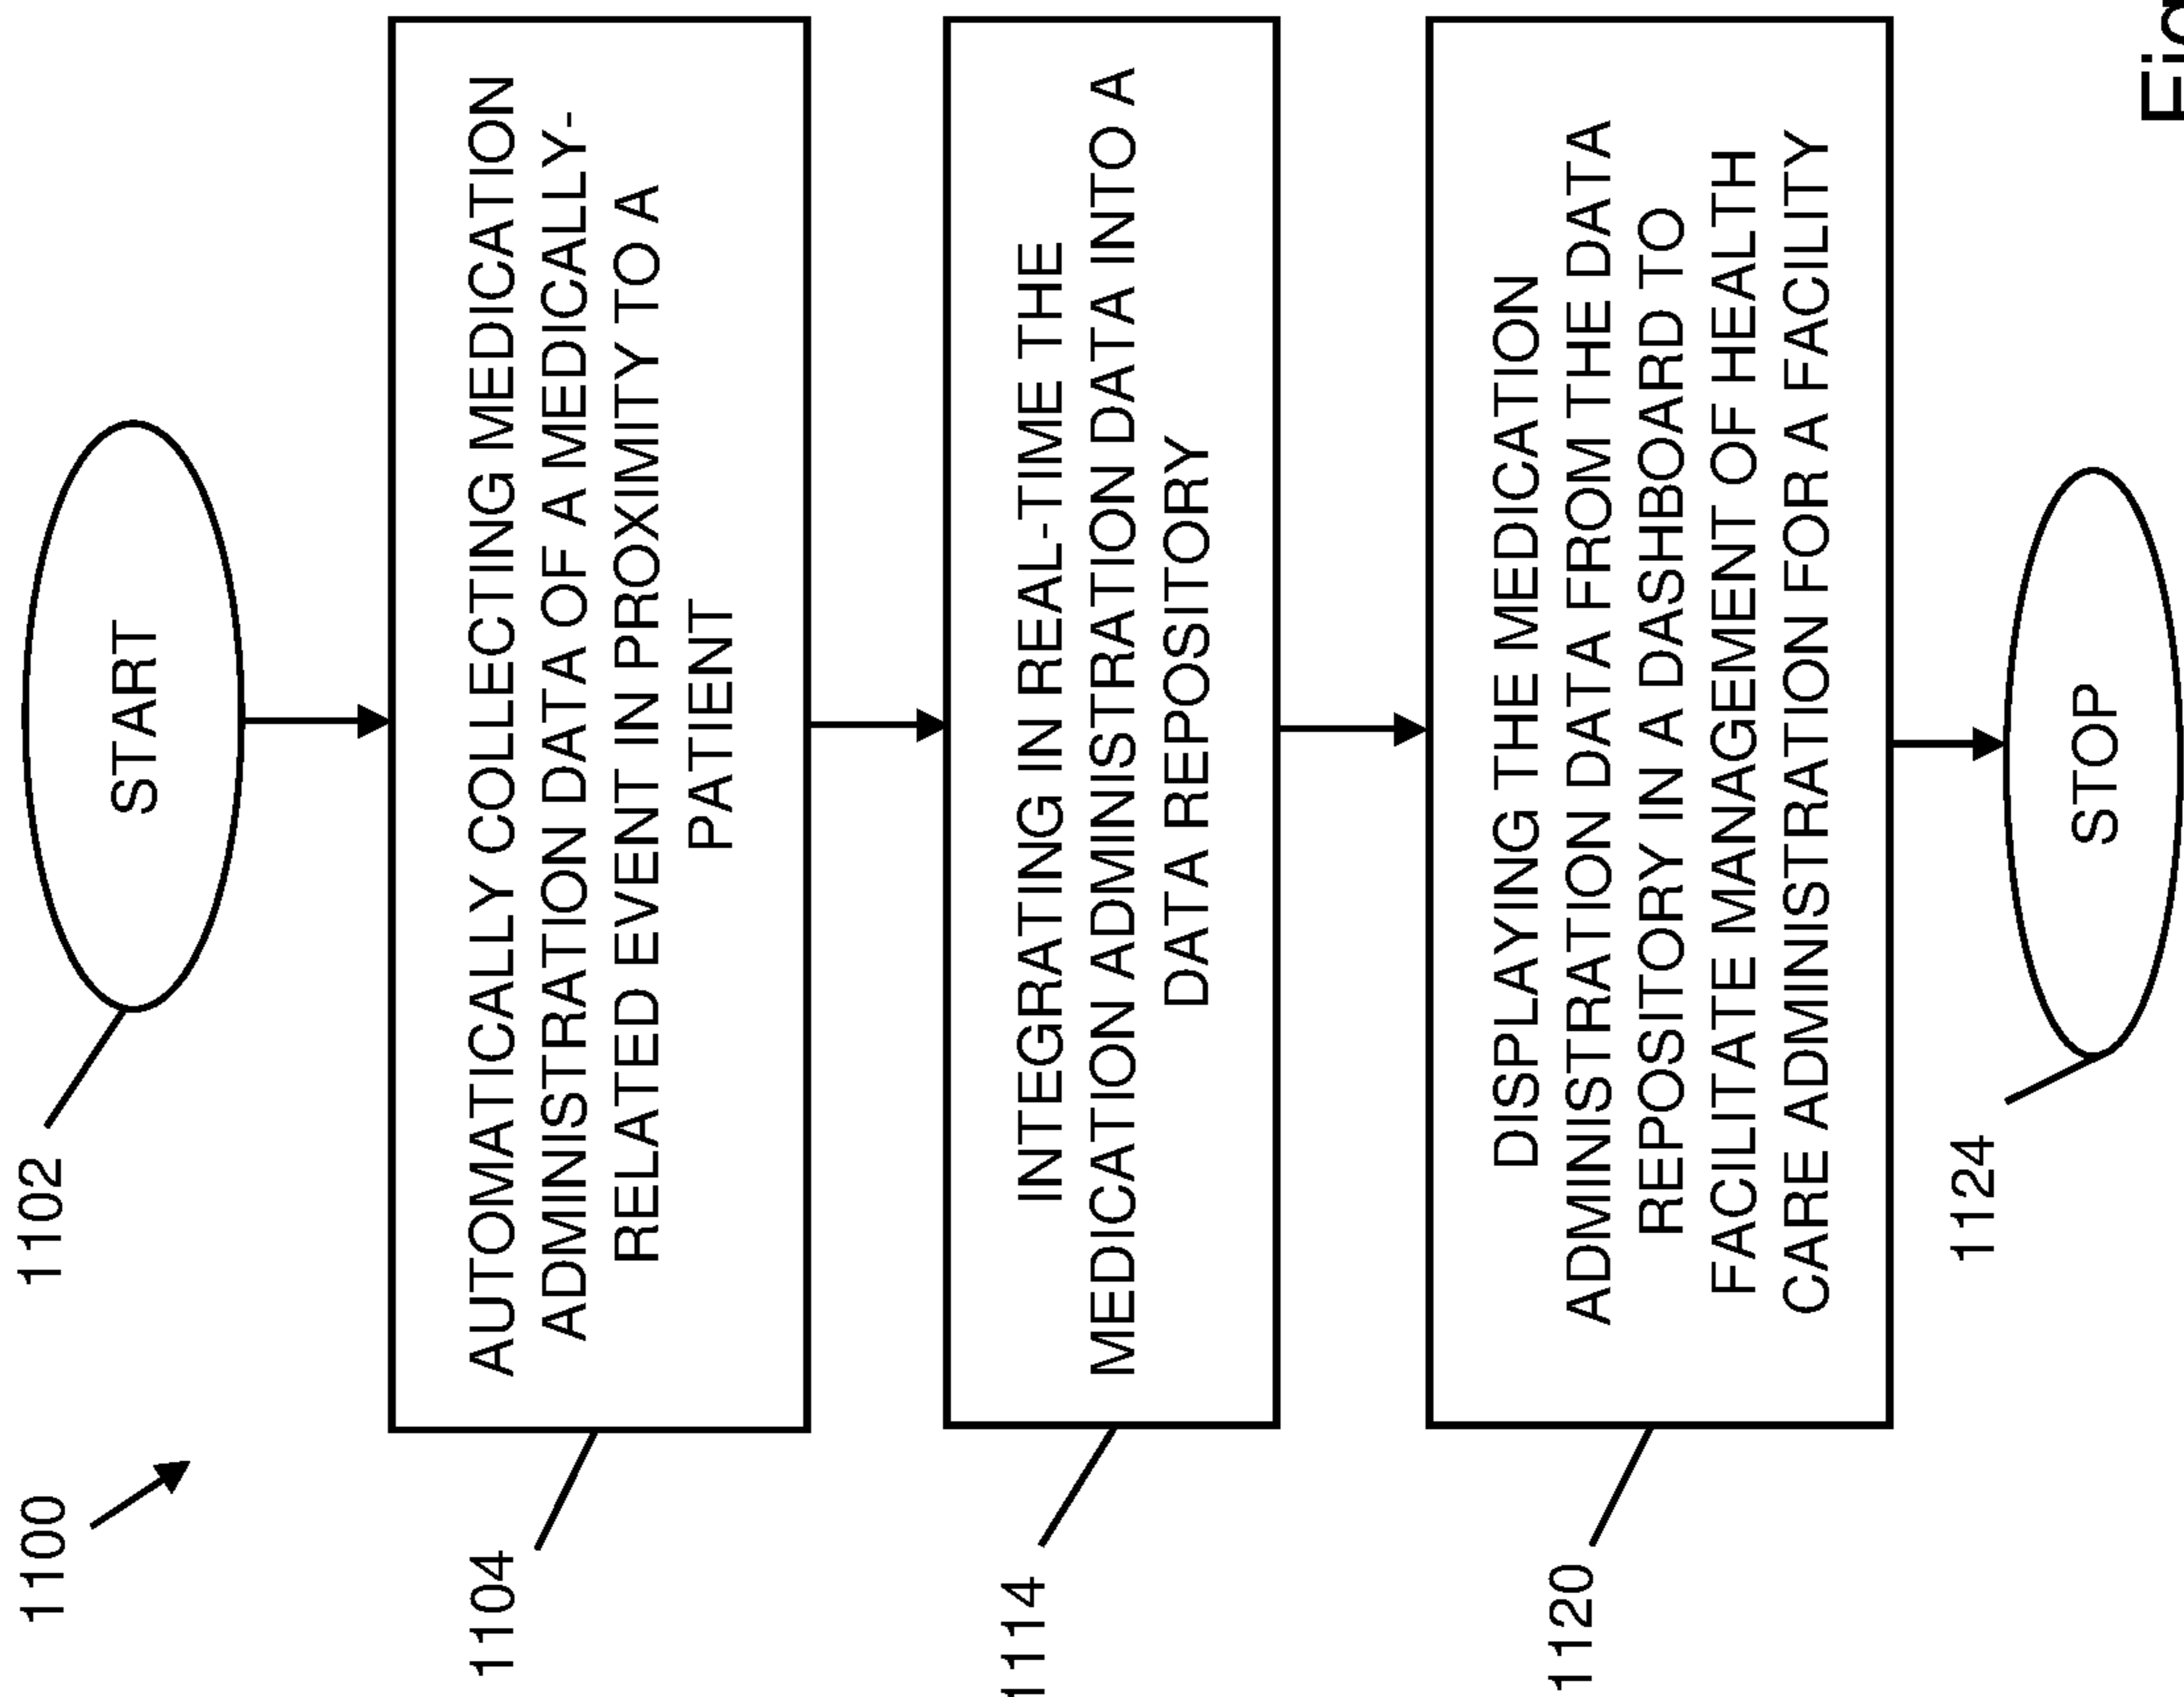 1100
1102
START
1104
AUTOMATICALLY COLLECTING MEDICATION
ADMINISTRATION DATA OF A MEDICALLY-
RELATED EVENT IN PROXIMITY TO A
PATIENT
1114
INTEGRATING IN REAL-TIME THE
MEDICATION ADMINISTRATION DATA INTO A
DATA REPOSITORY
1120
DISPLAYING THE MEDICATION
ADMINISTRATION DATA FROM THE DATA
REPOSITORY IN A DASHBOARD TO
FACILITATE MANAGEMENT OF HEALTH
CARE ADMINISTRATION FOR A FACILITY
1124
STOP